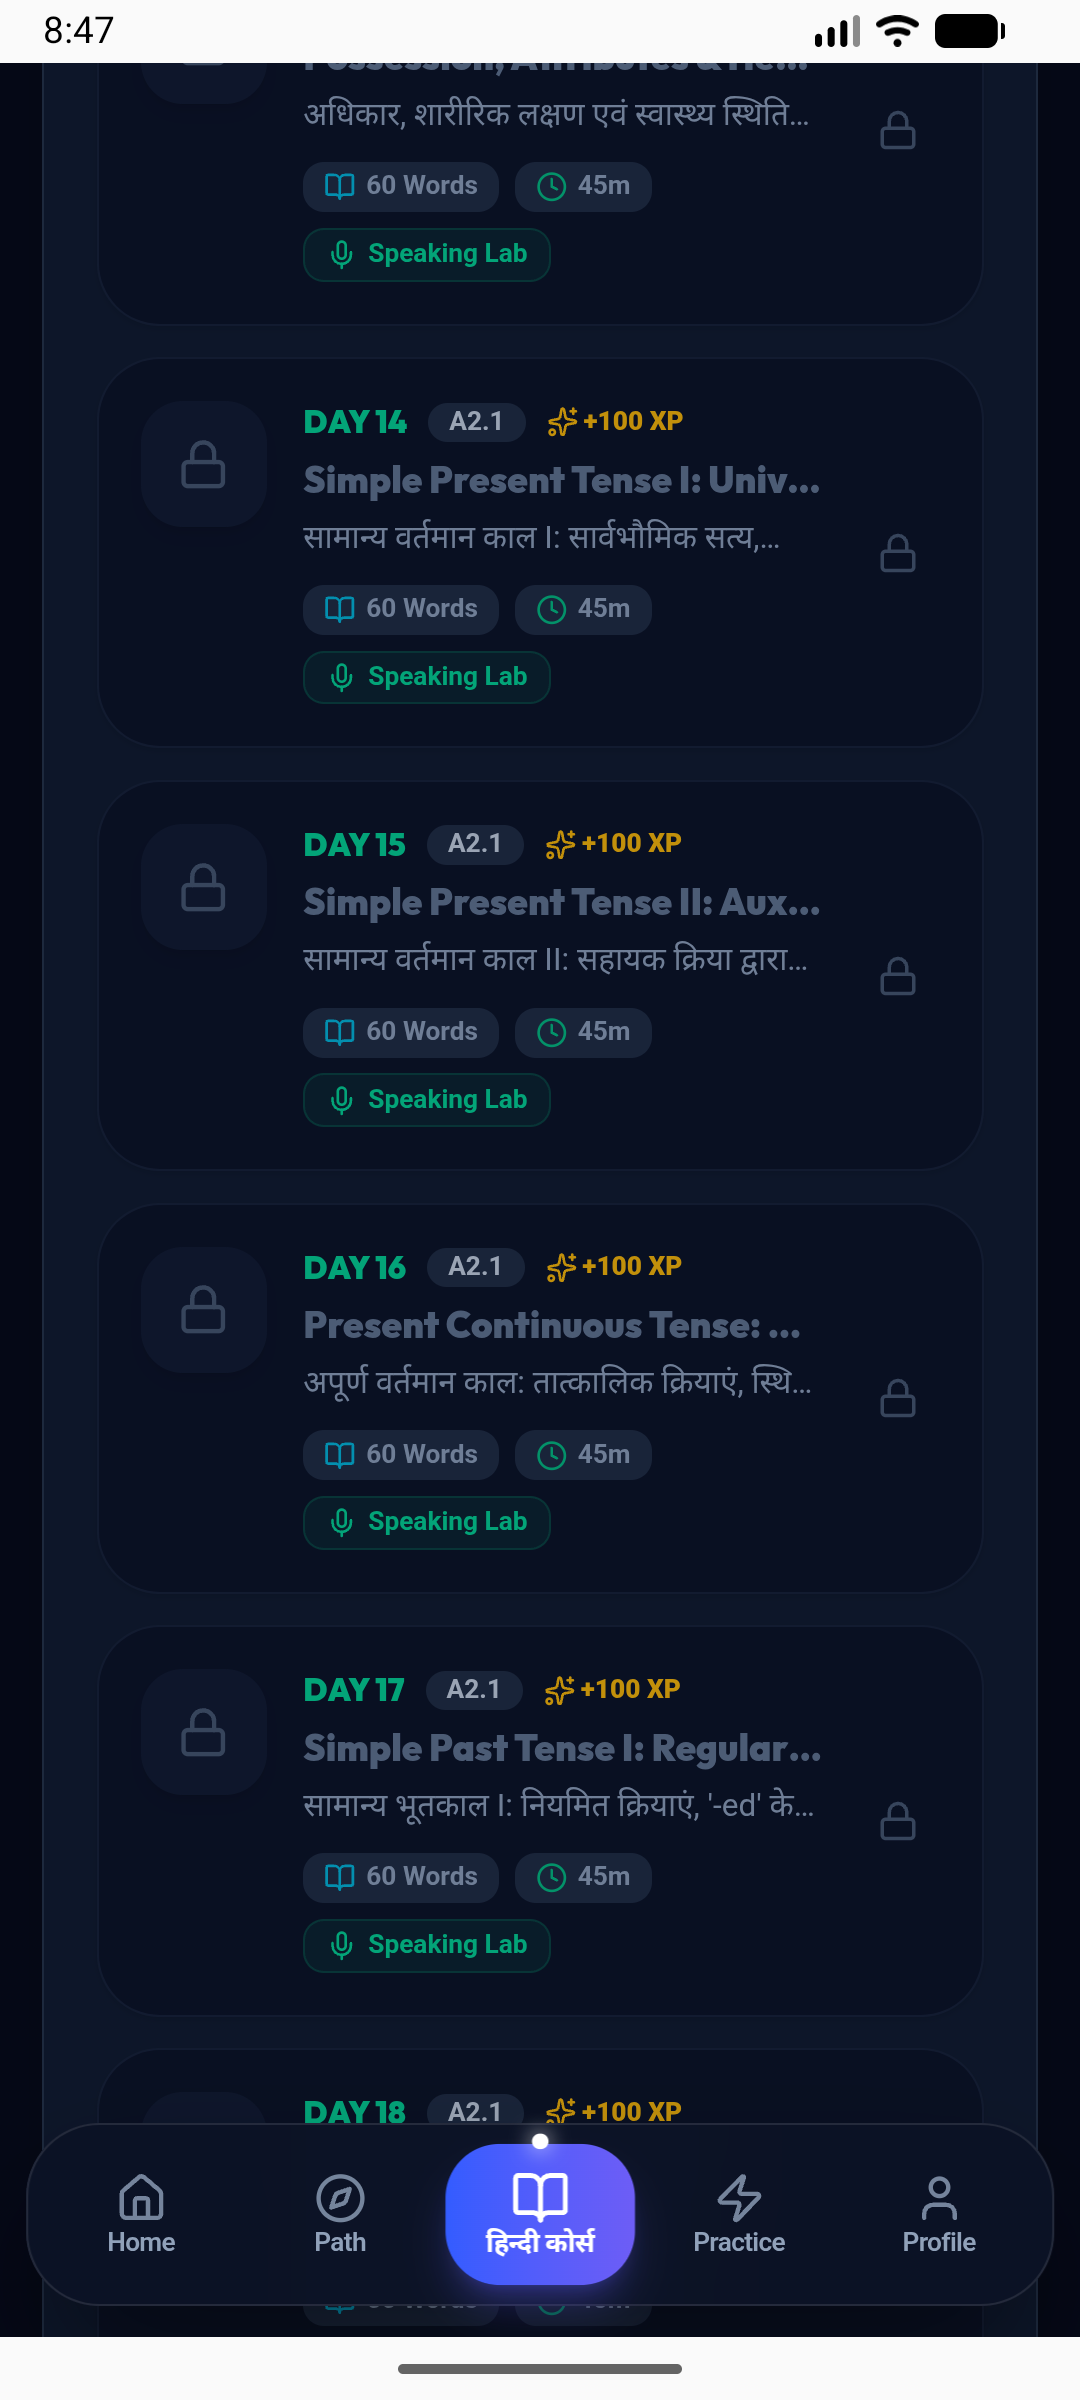 8:47
अधिकार, शारीरिक लक्षण एवं स्वास्थ्य स्थिति...
60 Words 45m
Speaking Lab
DAY 14 A2.1 +100 XP
Simple Present Tense I: Univ...
सामान्य वर्तमान काल I: सार्वभौमिक सत्य,...
60 Words 45m
Speaking Lab
DAY 15 A2.1 +100 XP
Simple Present Tense II: Aux...
सामान्य वर्तमान काल II: सहायक क्रिया द्वारा...
60 Words 45m
Speaking Lab
DAY 16 A2.1 +100 XP
Present Continuous Tense: ...
अपूर्ण वर्तमान काल: तात्कालिक क्रियाएं, स्थि...
60 Words 45m
Speaking Lab
DAY 17 A2.1 +100 XP
Simple Past Tense I: Regular...
सामान्य भूतकाल I: नियमित क्रियाएं, '-ed' के...
60 Words 45m
Speaking Lab
DAY 18 A2.1 +100 XP
Home Path हिन्दी कोर्स Practice Profile